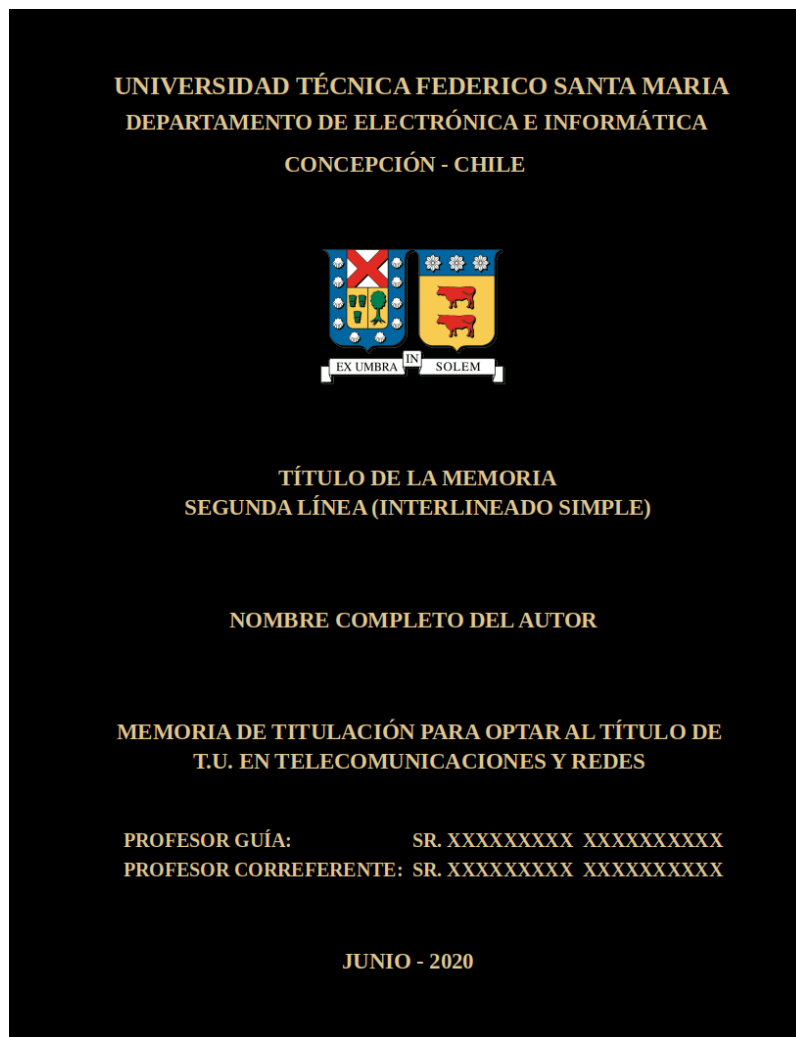 UNIVERSIDAD TÉCNICA FEDERICO SANTA MARIA
DEPARTAMENTO DE ELECTRÓNICA E INFORMÁTICA
CONCEPCIÓN - CHILE
EX UMBRA IN SOLEM
TÍTULO DE LA MEMORIA
SEGUNDA LÍNEA (INTERLINEADO SIMPLE)
NOMBRE COMPLETO DEL AUTOR
MEMORIA DE TITULACIÓN PARA OPTAR AL TÍTULO DE
T.U. EN TELECOMUNICACIONES Y REDES
PROFESOR GUÍA: SR. XXXXXXXXX XXXXXXXXXX
PROFESOR CORREFERENTE: SR. XXXXXXXXX XXXXXXXXXX
JUNIO - 2020